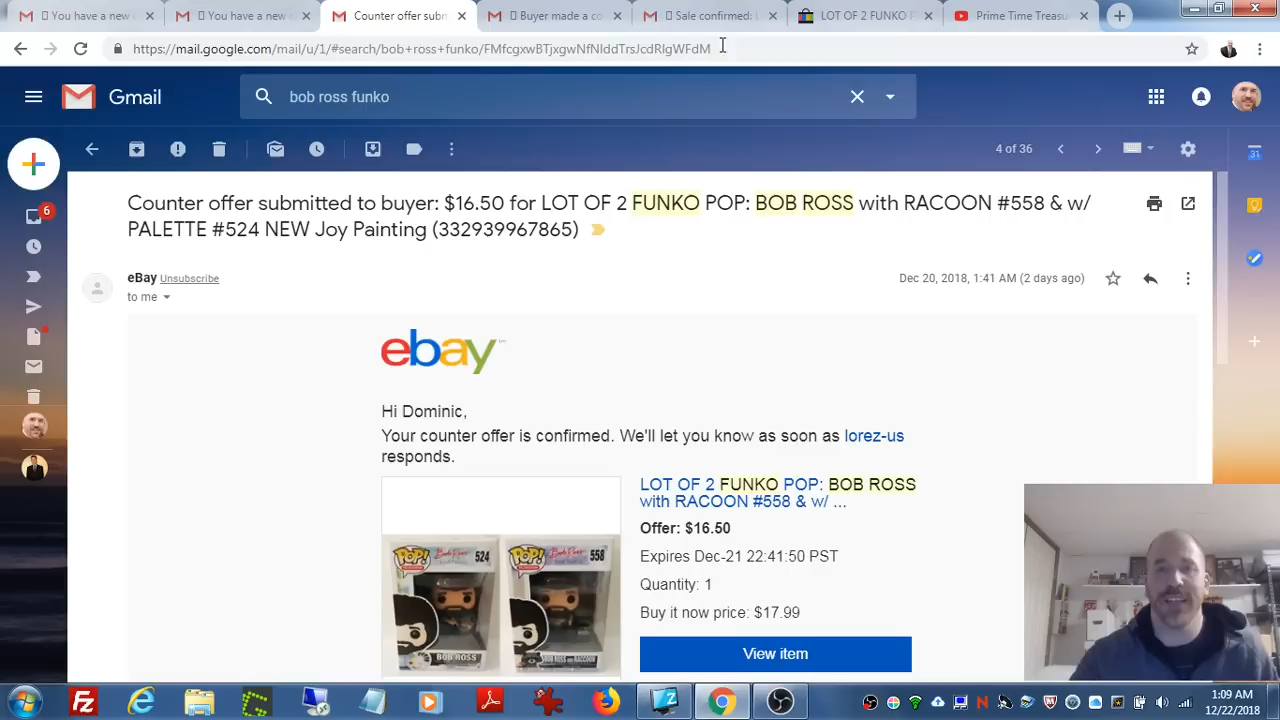 You have a new
You have a new c
Counter offer subm
Buyer made a co
Sale confirmed:
LOT OF 2 FUNKO P
Prime Time Treasu
https://mail.google.com/mail/u/1/#search/bob+ross+funko/FMfcgxwBTjxgwNfNlddTrsJcdRlgWFdM
Gmail
bob ross funko
4 of 36
31
Counter offer submitted to buyer: $16.50 for LOT OF 2 FUNKO POP: BOB ROSS with RACOON #558 & w/
PALETTE #524 NEW Joy Painting (332939967865)
6
eBay Unsubscribe
Dec 20, 2018, 1:41 AM (2 days ago)
to me
ebay
Hi Dominic,
Your counter offer is confirmed. We'll let you know as soon as lorez-us
responds.
LOT OF 2 FUNKO POP: BOB ROSS
with RACOON #558 & w/ ...
Offer: $16.50
Expires Dec-21 22:41:50 PST
Quantity: 1
Buy it now price: $17.99
View item
POP! 524
BOB ROSS
POP! 558
1:09 AM
12/22/2018